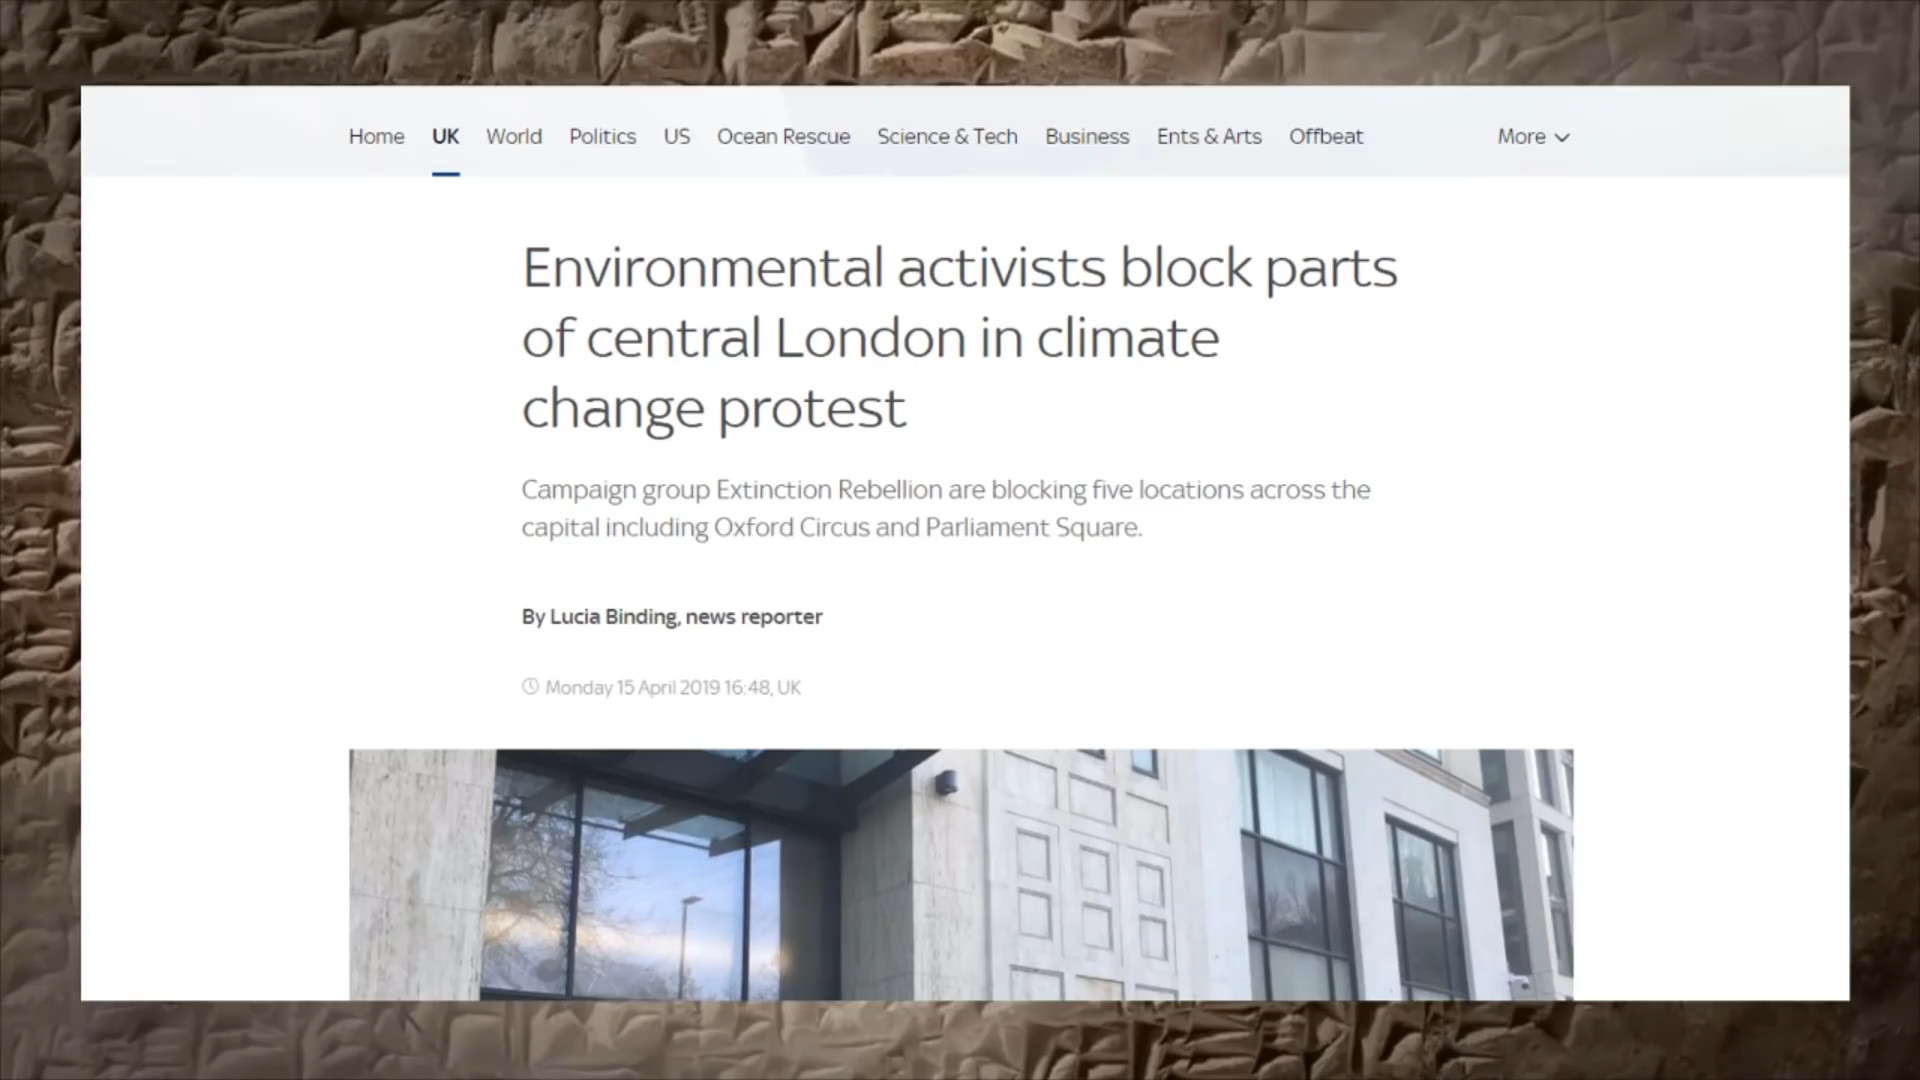 Home UK World Politics US Ocean Rescue Science & Tech Business Ents & Arts Offbeat More
Environmental activists block parts
of central London in climate
change protest
Campaign group Extinction Rebellion are blocking five locations across the
capital including Oxford Circus and Parliament Square.
By Lucia Binding, news reporter
Monday 15 April 2019 16:48, UK